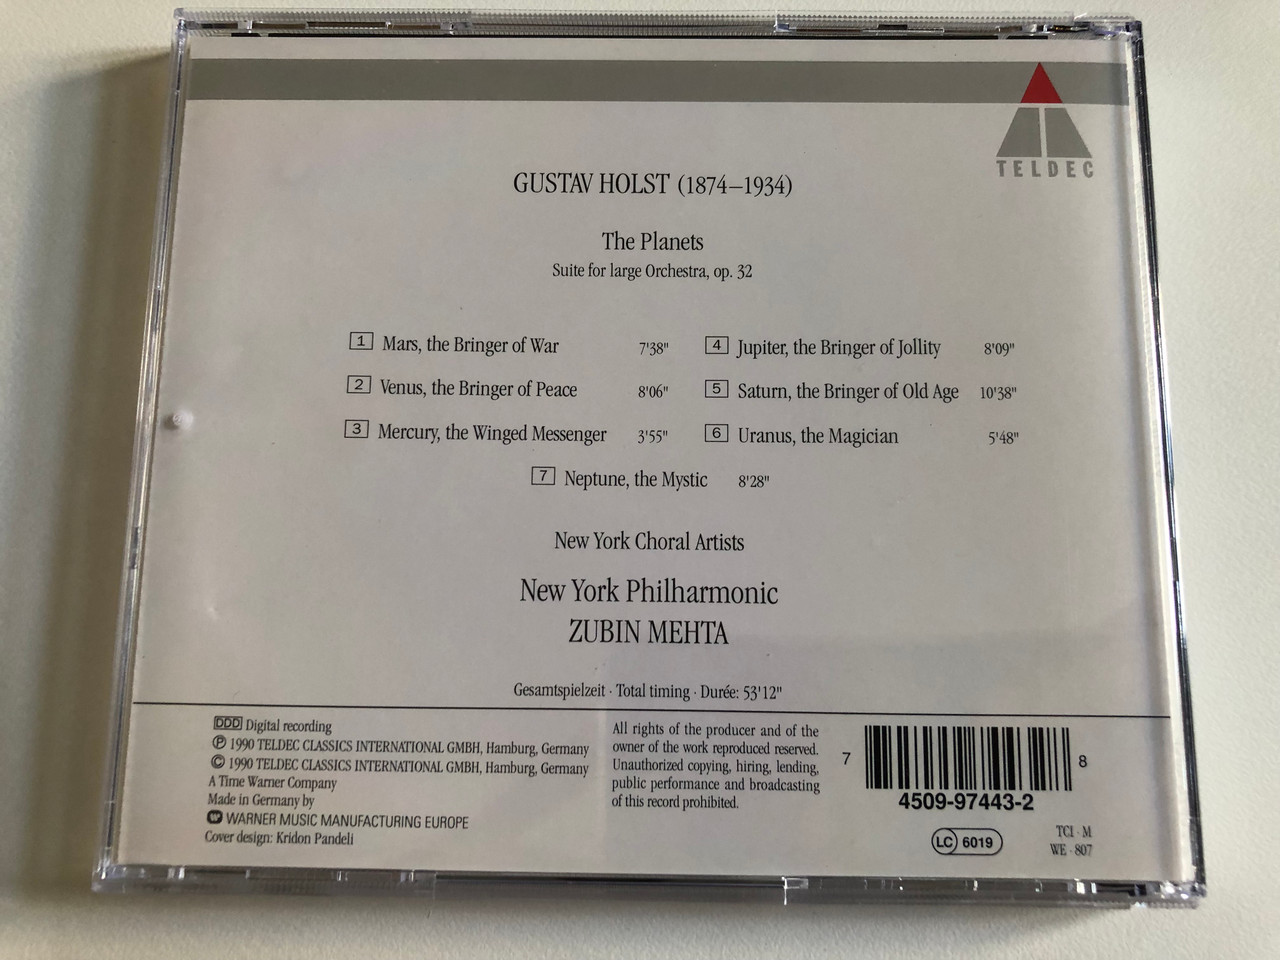 TELDEC
GUSTAV HOLST (1874–1934)
The Planets
Suite for large Orchestra, op. 32
1 Mars, the Bringer of War 7'38"
2 Venus, the Bringer of Peace 8'06"
3 Mercury, the Winged Messenger 3'55"
4 Jupiter, the Bringer of Jollity 8'09"
5 Saturn, the Bringer of Old Age 10'38"
6 Uranus, the Magician 5'48"
7 Neptune, the Mystic 8'28"
New York Choral Artists
New York Philharmonic
ZUBIN MEHTA
Gesamtspielzeit · Total timing · Durée: 53'12"
DDD Digital recording
Ⓟ 1990 TELDEC CLASSICS INTERNATIONAL GMBH, Hamburg, Germany
© 1990 TELDEC CLASSICS INTERNATIONAL GMBH, Hamburg, Germany
A Time Warner Company
Made in Germany by
WARNER MUSIC MANUFACTURING EUROPE
Cover design: Kridon Pandeli
All rights of the producer and of the
owner of the work reproduced reserved.
Unauthorized copying, hiring, lending,
public performance and broadcasting
of this record prohibited.
7 8
4509-97443-2
LC 6019
TCI · M
WE · 807